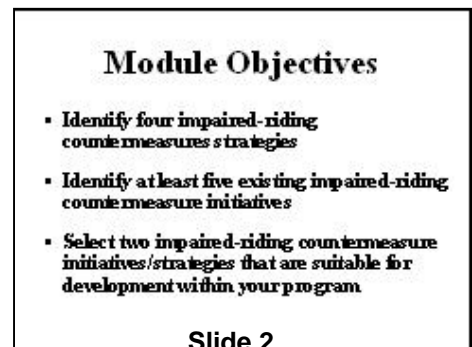 Module Objectives
▪ Identify four impaired-riding
countermeasures strategies
▪ Identify at least five existing impaired-riding
countermeasure initiatives
▪ Select two impaired-riding countermeasure
initiatives/strategies that are suitable for
development within your program
Slide 2